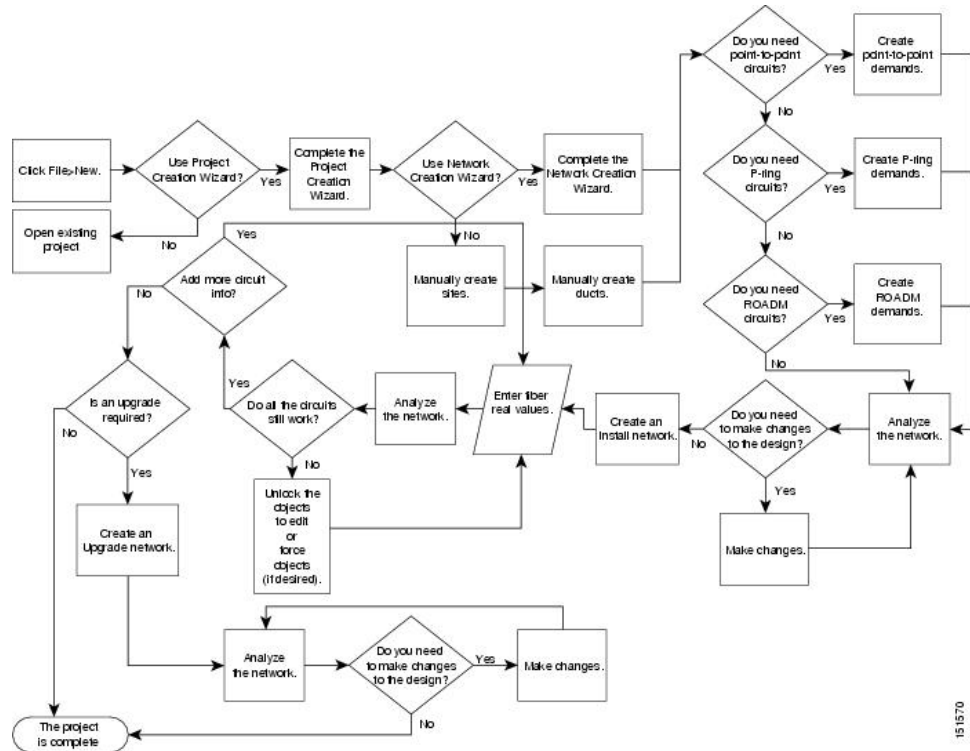 Do you need
point-to-point
circuits?
Yes
Create
point-to-point
demands.
No
Click File>New.
Use Project
Creation Wizard?
Yes
Complete the
Project
Creation
Wizard.
Use Network
Creation Wizard?
Yes
Complete the
Network Creation
Wizard.
Do you need
P-ring
circuits?
Yes
Create P-ring
demands.
No
Open existing
project
No
Yes
No
Add more circuit
info?
No
Manually create
sites.
Manually create
ducts.
Do you need
ROADM
circuits?
Yes
Create
ROADM
demands.
No
Is an upgrade
required?
No
Yes
Yes
Do all the circuits
still work?
No
Analyze
the network.
Enter fiber
real values.
Create an
Install network.
No
Do you need
to make changes
to the design?
Yes
Analyze
the network.
Make changes.
Unlock the
objects
to edit
or
force
objects
(if desired).
Create an
Upgrade network.
Analyze
the network.
Do you need
to make changes
to the design?
Yes
Make changes.
No
The project
is complete
151570